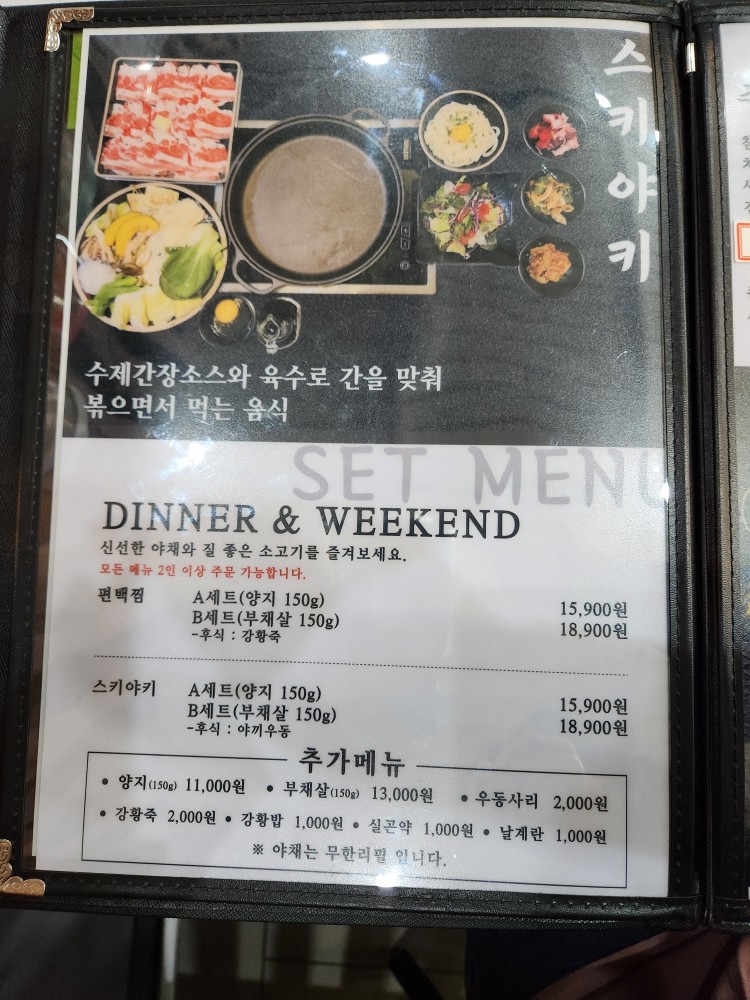 스키야키
수제간장소스와 육수로 간을 맞춰
볶으면서 먹는 음식
SET MENU
DINNER & WEEKEND
신선한 야채와 질 좋은 소고기를 즐겨보세요.
모든 메뉴 2인 이상 주문 가능합니다.
편백찜 A세트(양지 150g) 15,900원
B세트(부채살 150g) 18,900원
-후식 : 강황죽
스키야키 A세트(양지 150g) 15,900원
B세트(부채살 150g) 18,900원
-후식 : 야끼우동
추가메뉴
• 양지(150g) 11,000원 • 부채살(150g) 13,000원 • 우동사리 2,000원
• 강황죽 2,000원 • 강황밥 1,000원 • 실곤약 1,000원 • 날계란 1,000원
※ 야채는 무한리필 입니다.